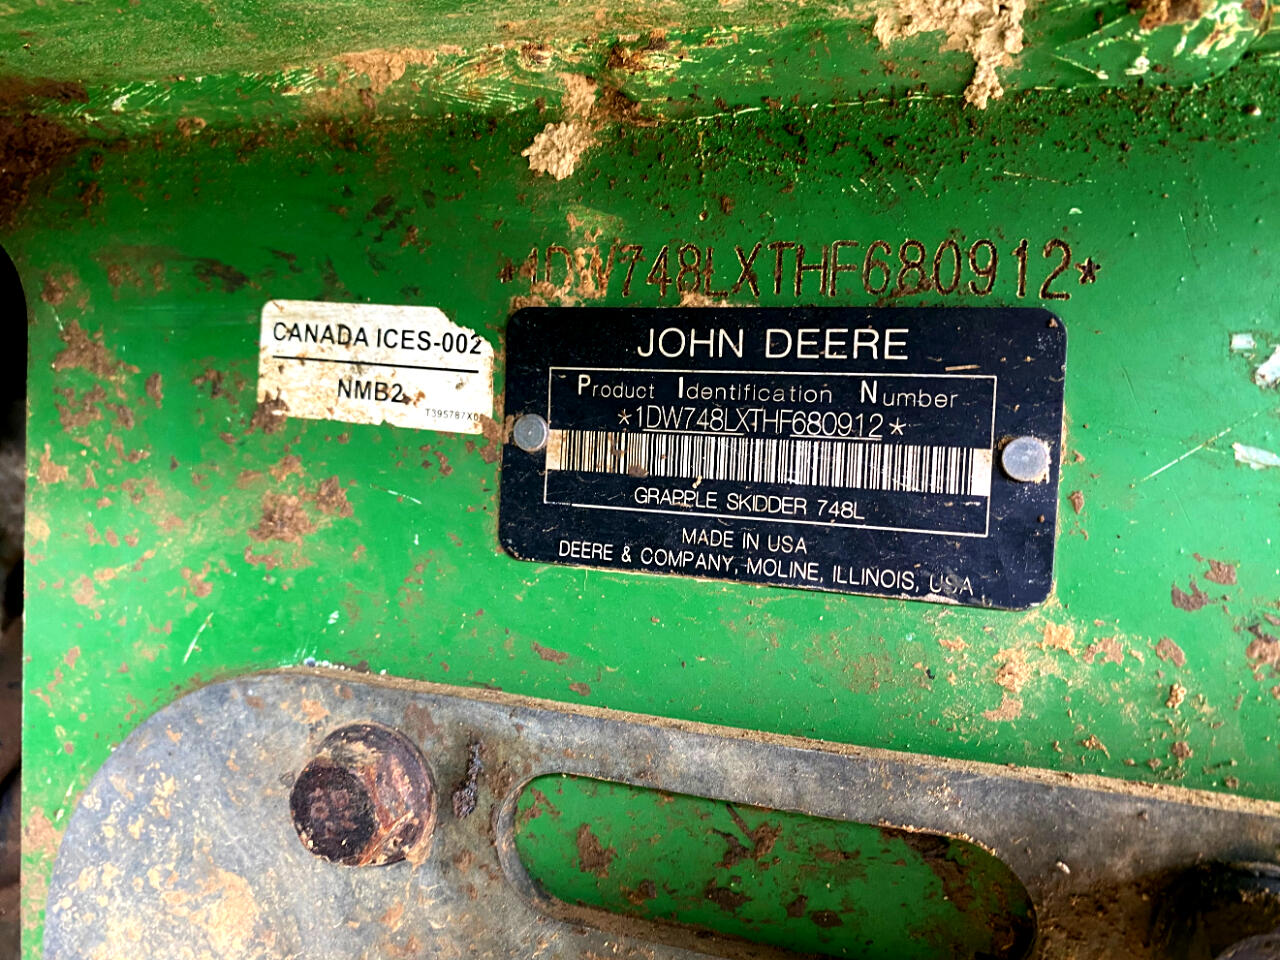 *1DW748LXTHF680912*
CANADA ICES-002
NMB2
T395787X0
JOHN DEERE
Product Identification Number
*1DW748LXTHF680912*
GRAPPLE SKIDDER 748L
MADE IN USA
DEERE & COMPANY, MOLINE, ILLINOIS, USA